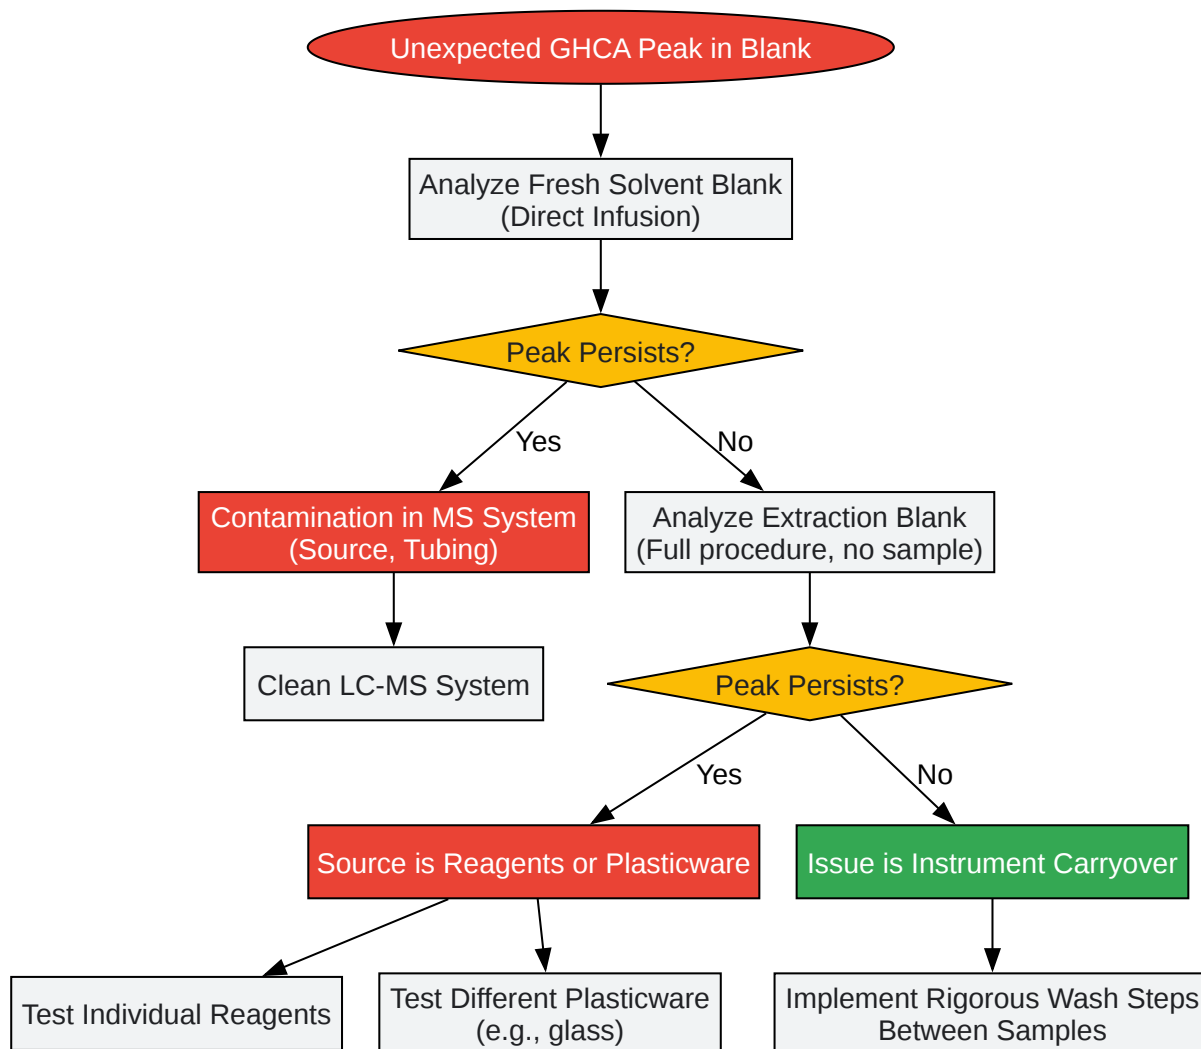 Unexpected GHCA Peak in Blank
Analyze Fresh Solvent Blank
(Direct Infusion)
Peak Persists?
Yes
No
Contamination in MS System
(Source, Tubing)
Analyze Extraction Blank
(Full procedure, no sample)
Clean LC-MS System
Peak Persists?
Yes
No
Source is Reagents or Plasticware
Issue is Instrument Carryover
Test Individual Reagents
Test Different Plasticware
(e.g., glass)
Implement Rigorous Wash Steps
Between Samples